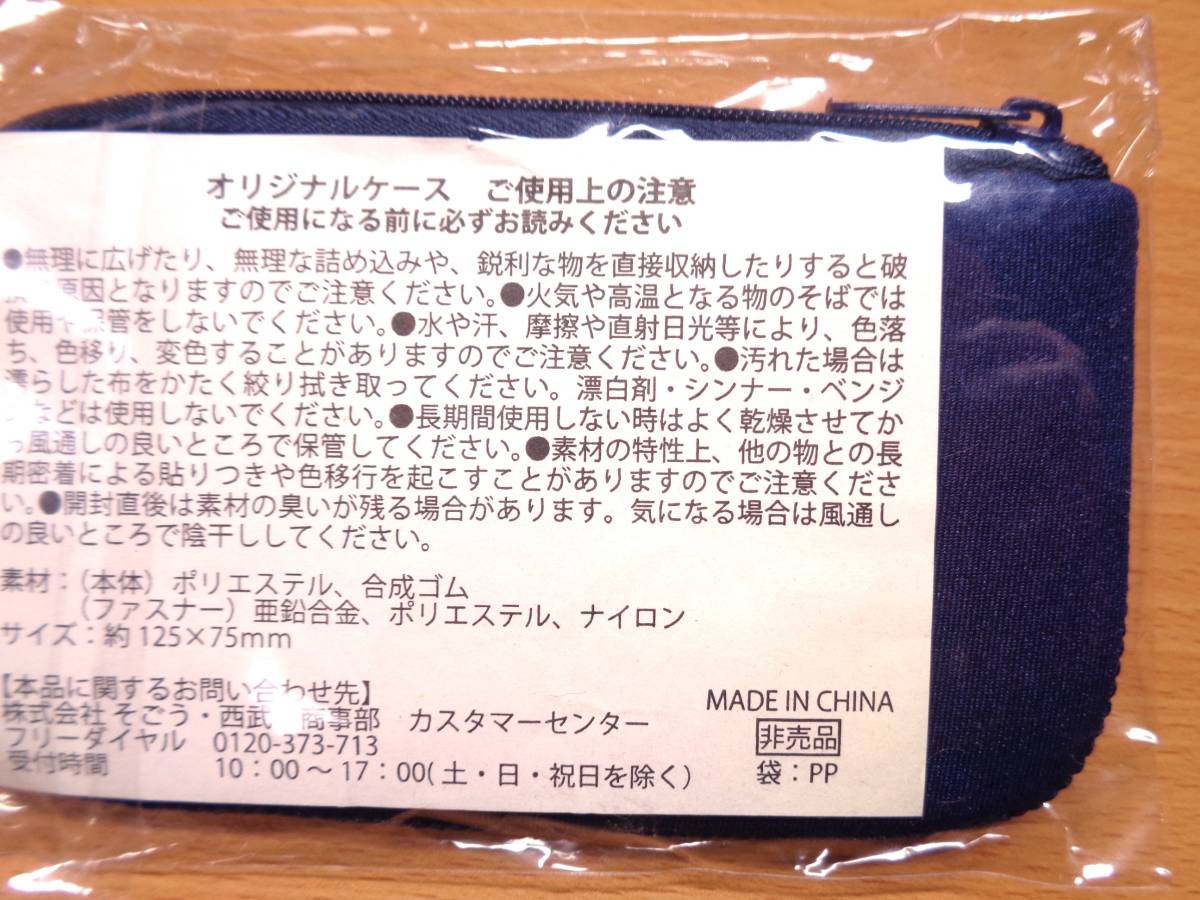 オリジナルケース ご使用上の注意
ご使用になる前に必ずお読みください
●無理に広げたり、無理な詰め込みや、鋭利な物を直接収納したりすると破
原因となりますのでご注意ください。●火気や高温となる物のそばでは
使用や保管をしないでください。●水や汗、摩擦や直射日光等により、色落
ち、色移り、変色することがありますのでご注意ください。●汚れた場合は
濡らした布をかたく絞り拭き取ってください。漂白剤・シンナー・ベンジ
などは使用しないでください。●長期間使用しない時はよく乾燥させてか
ら風通しの良いところで保管してください。●素材の特性上、他の物との長
期密着による貼りつきや色移行を起こすことがありますのでご注意くださ
い。●開封直後は素材の臭いが残る場合があります。気になる場合は風通し
の良いところで陰干ししてください。
素材：（本体）ポリエステル、合成ゴム
（ファスナー）亜鉛合金、ポリエステル、ナイロン
サイズ：約125×75mm
【本品に関するお問い合わせ先】
株式会社 そごう・西武 商事部 カスタマーセンター
フリーダイヤル 0120-373-713
受付時間 10：00～17：00(土・日・祝日を除く)
MADE IN CHINA
非売品
袋：PP